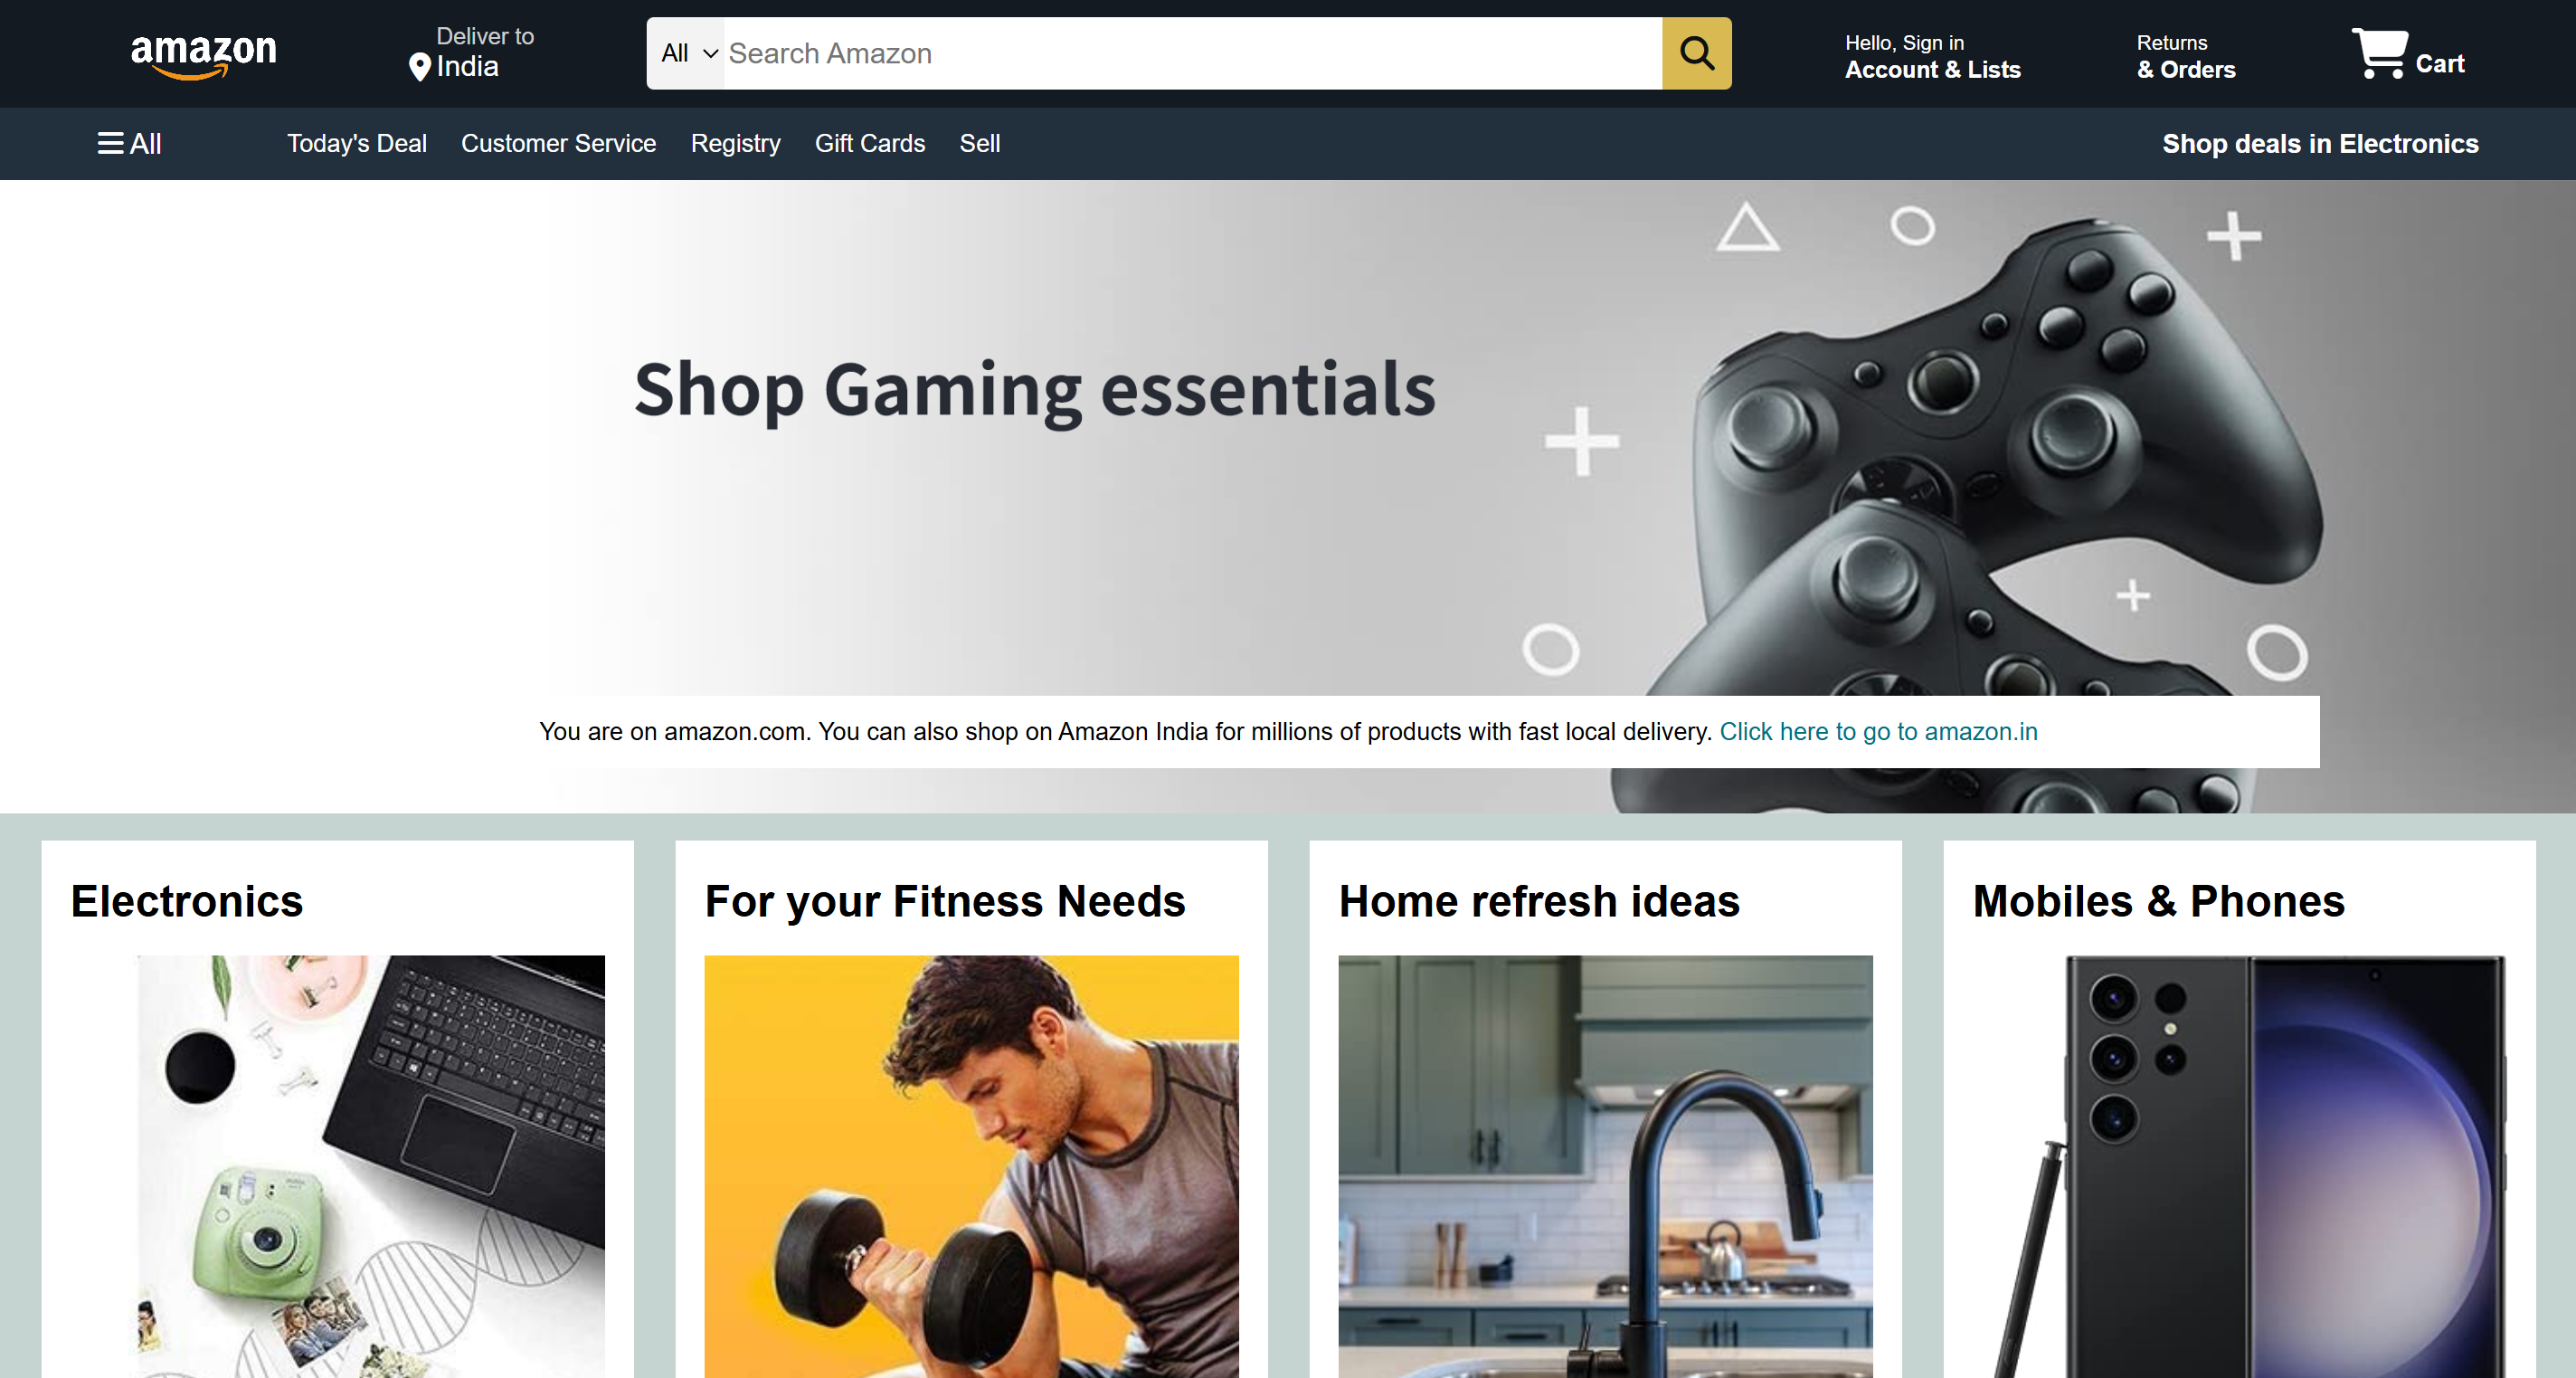 amazon
Deliver to
India
All
Search Amazon
Hello, Sign in
Account & Lists
Returns
& Orders
Cart
All
Today's Deal
Customer Service
Registry
Gift Cards
Sell
Shop deals in Electronics
Shop Gaming essentials
You are on amazon.com. You can also shop on Amazon India for millions of products with fast local delivery. Click here to go to amazon.in
Electronics
For your Fitness Needs
Home refresh ideas
Mobiles & Phones